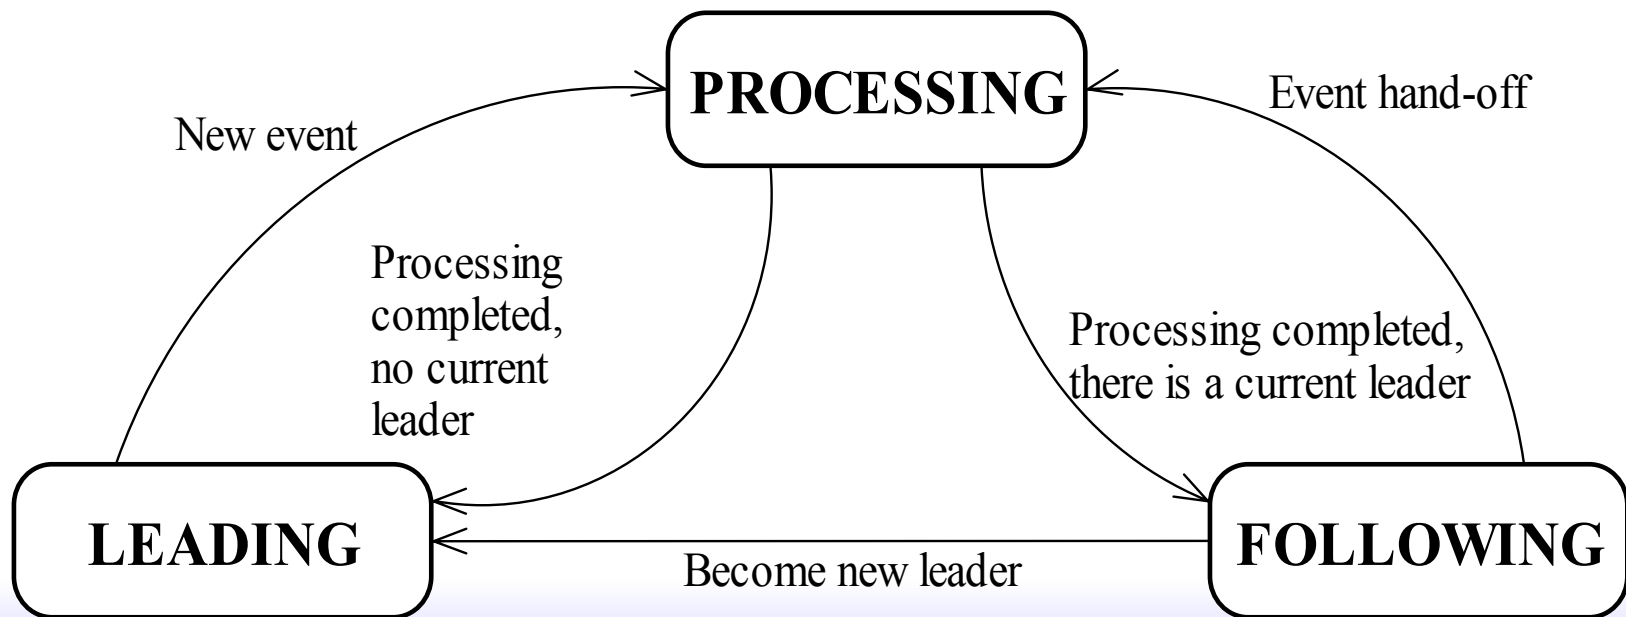 PROCESSING
Event hand-off
New event
Processing
completed,
no current
leader
Processing completed,
there is a current leader
LEADING
FOLLOWING
Become new leader